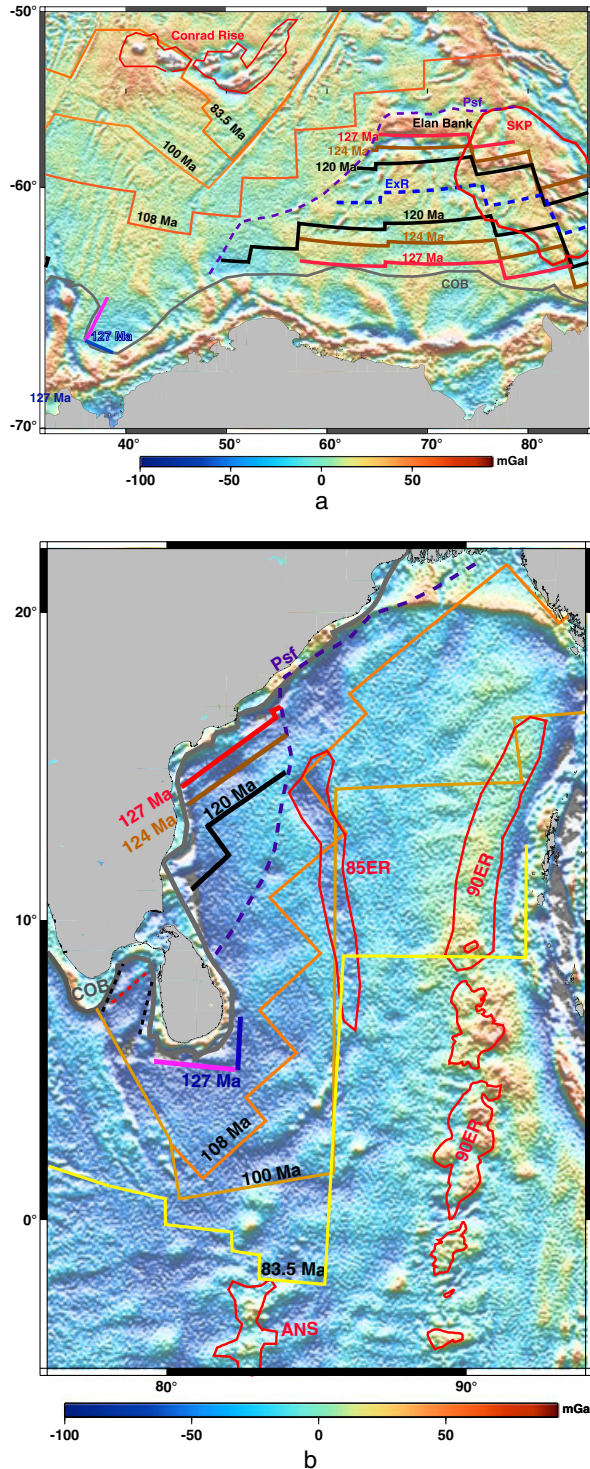 -50°
Conrad Rise
83.5 Ma
Psf
Elan Bank
SKP
127 Ma
124 Ma
100 Ma
120 Ma
-60°
ExR
108 Ma
120 Ma
124 Ma
127 Ma
COB
127 Ma
127 Ma
-70°
40° 50° 60° 70° 80°
mGal
-100 -50 0 50
a
20°
Psf
127 Ma
120 Ma
124 Ma
85ER
90ER
10°
COB
127 Ma
108 Ma
90ER
100 Ma
0°
83.5 Ma
ANS
80° 90°
mGa
-100 -50 0 50
b